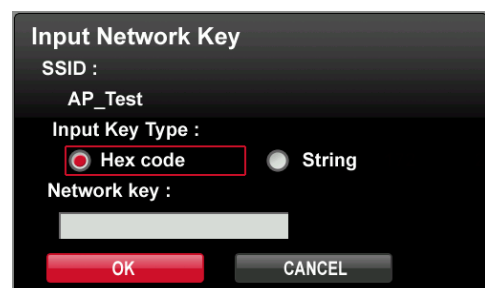 Input Network Key
SSID :
AP_Test
Input Key Type :
Hex code String
Network key :
OK CANCEL